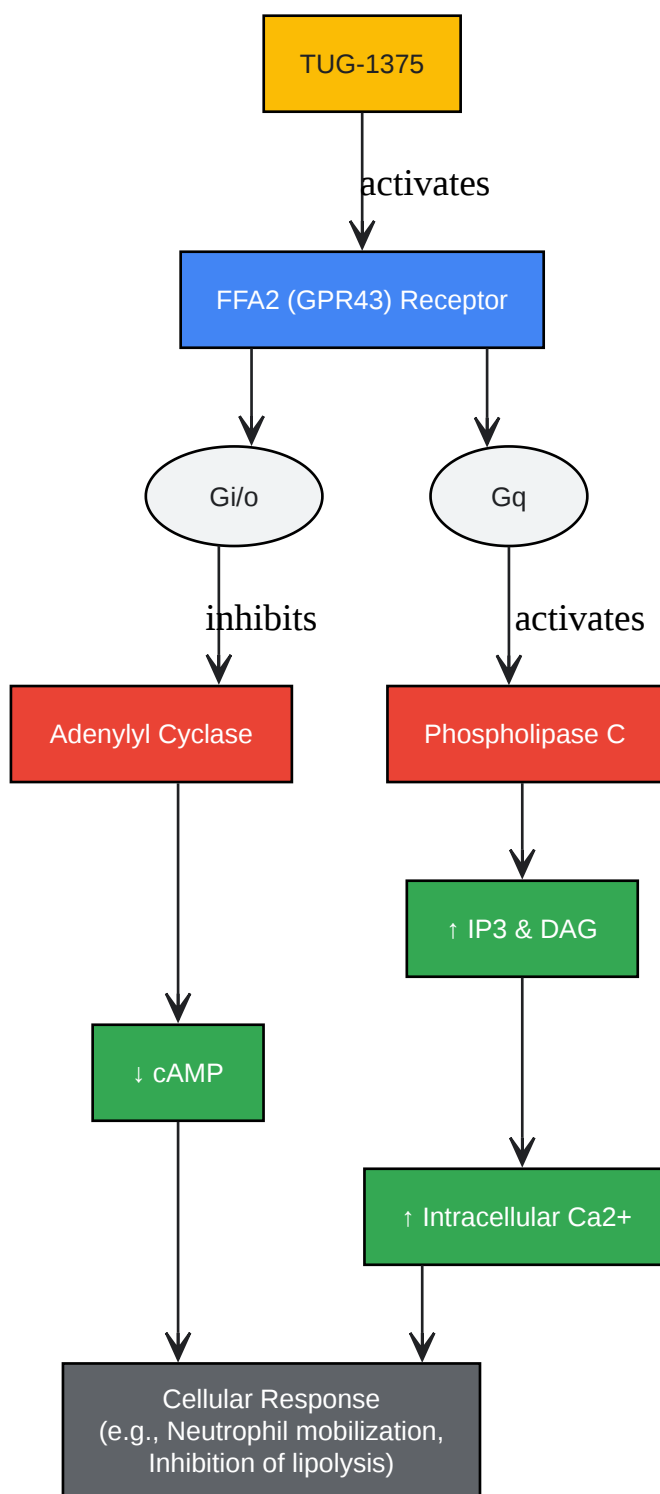 TUG-1375
activates
FFA2 (GPR43) Receptor
Gi/o
Gq
inhibits
activates
Adenylyl Cyclase
Phospholipase C
↑ IP3 & DAG
↓ cAMP
↑ Intracellular Ca2+
Cellular Response
(e.g., Neutrophil mobilization,
Inhibition of lipolysis)